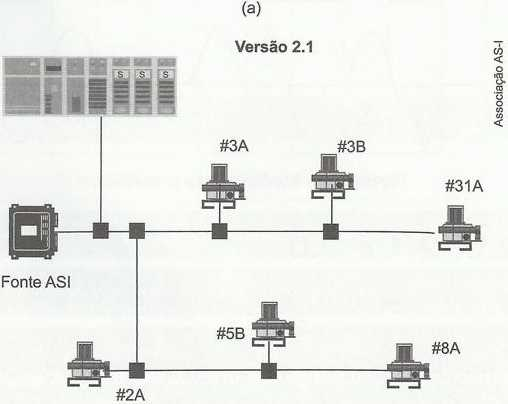 (a)
Versão 2.1
Associação AS-I
S S S
#3A
#3B
#31A
Fonte ASI
#5B
#8A
#2A